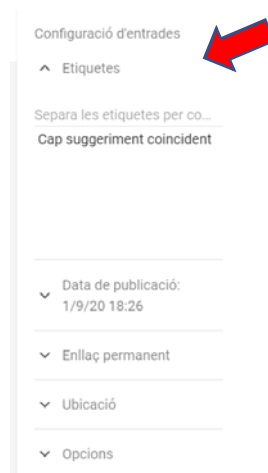 Configuració d'entrades
Etiquetes
Separa les etiquetes per co...
Cap suggeriment coincident
Data de publicació:
1/9/20 18:26
Enllaç permanent
Ubicació
Opcions